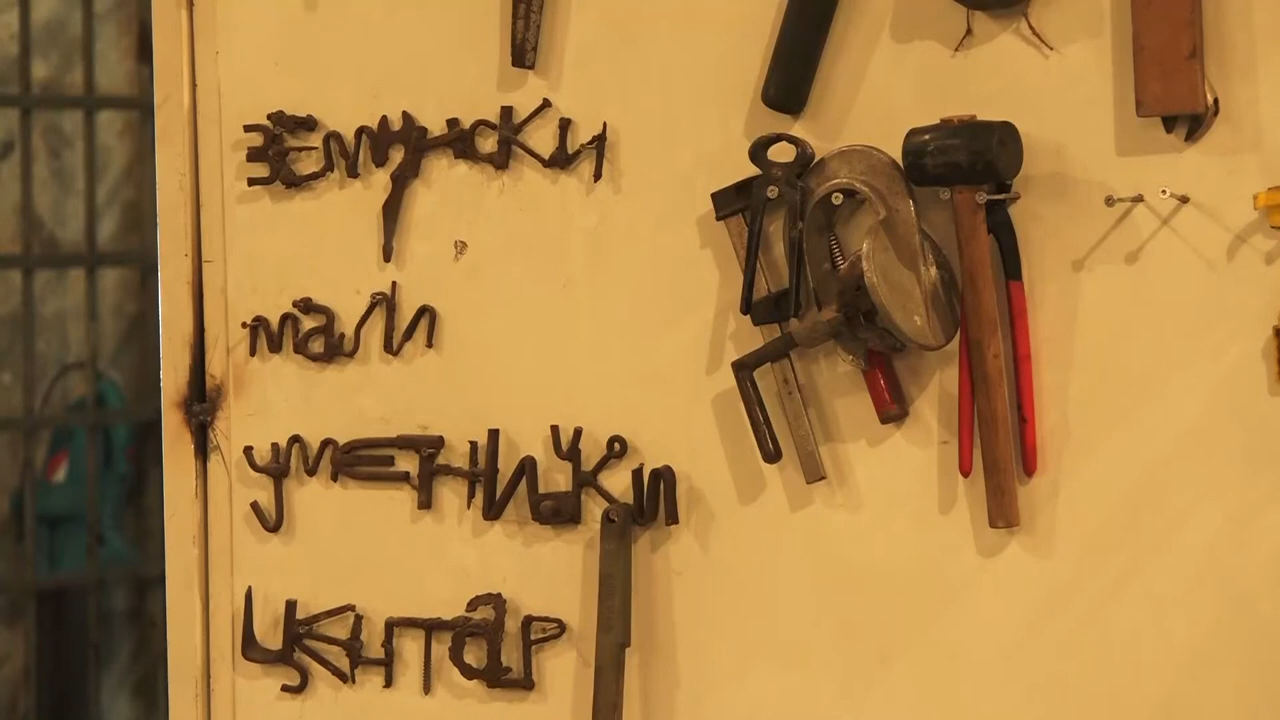 земунски
мали
уметнички
центар